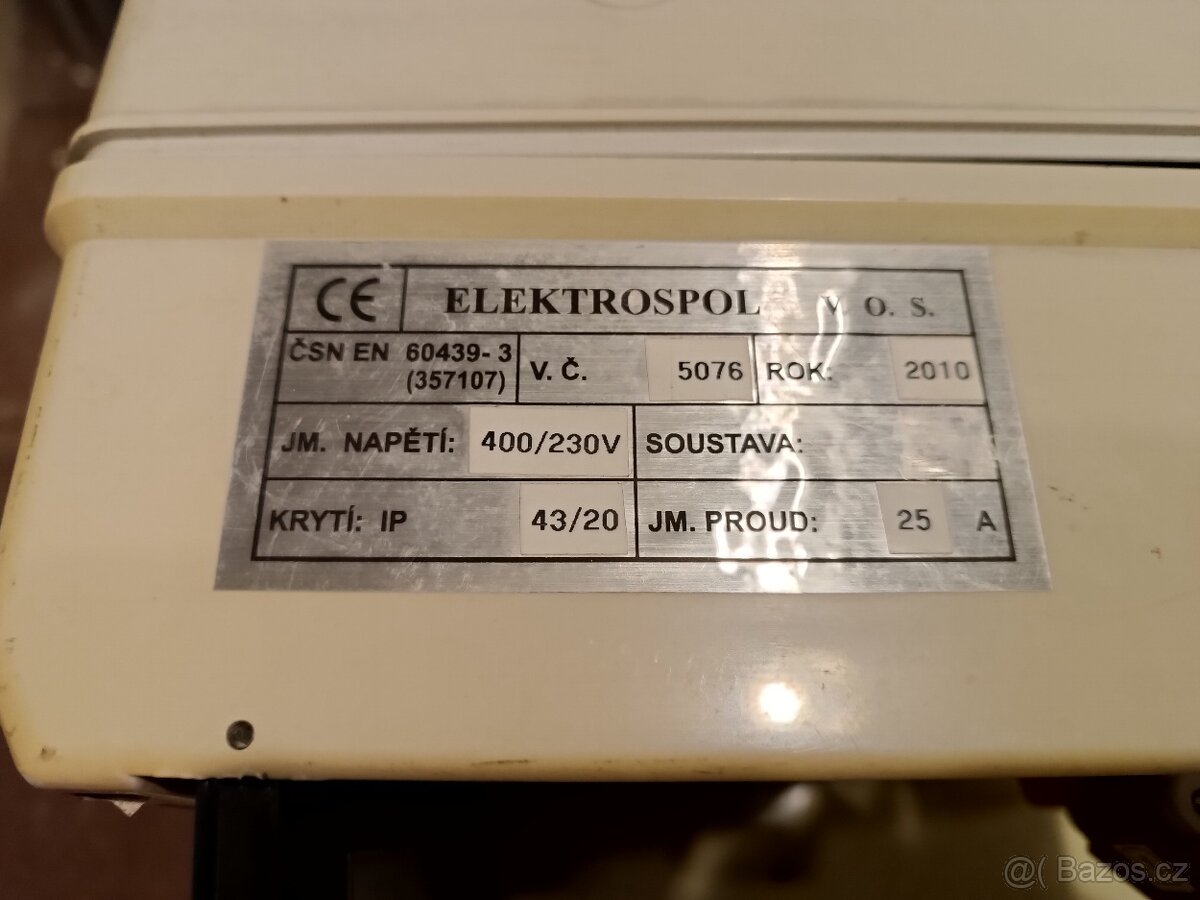 CE ELEKTROSPOL V. O. S.
ČSN EN 60439- 3 (357107) V. Č. 5076 ROK: 2010
JM. NAPĚTÍ: 400/230V SOUSTAVA:
KRYTÍ: IP 43/20 JM. PROUD: 25 A
@( Bazos.cz